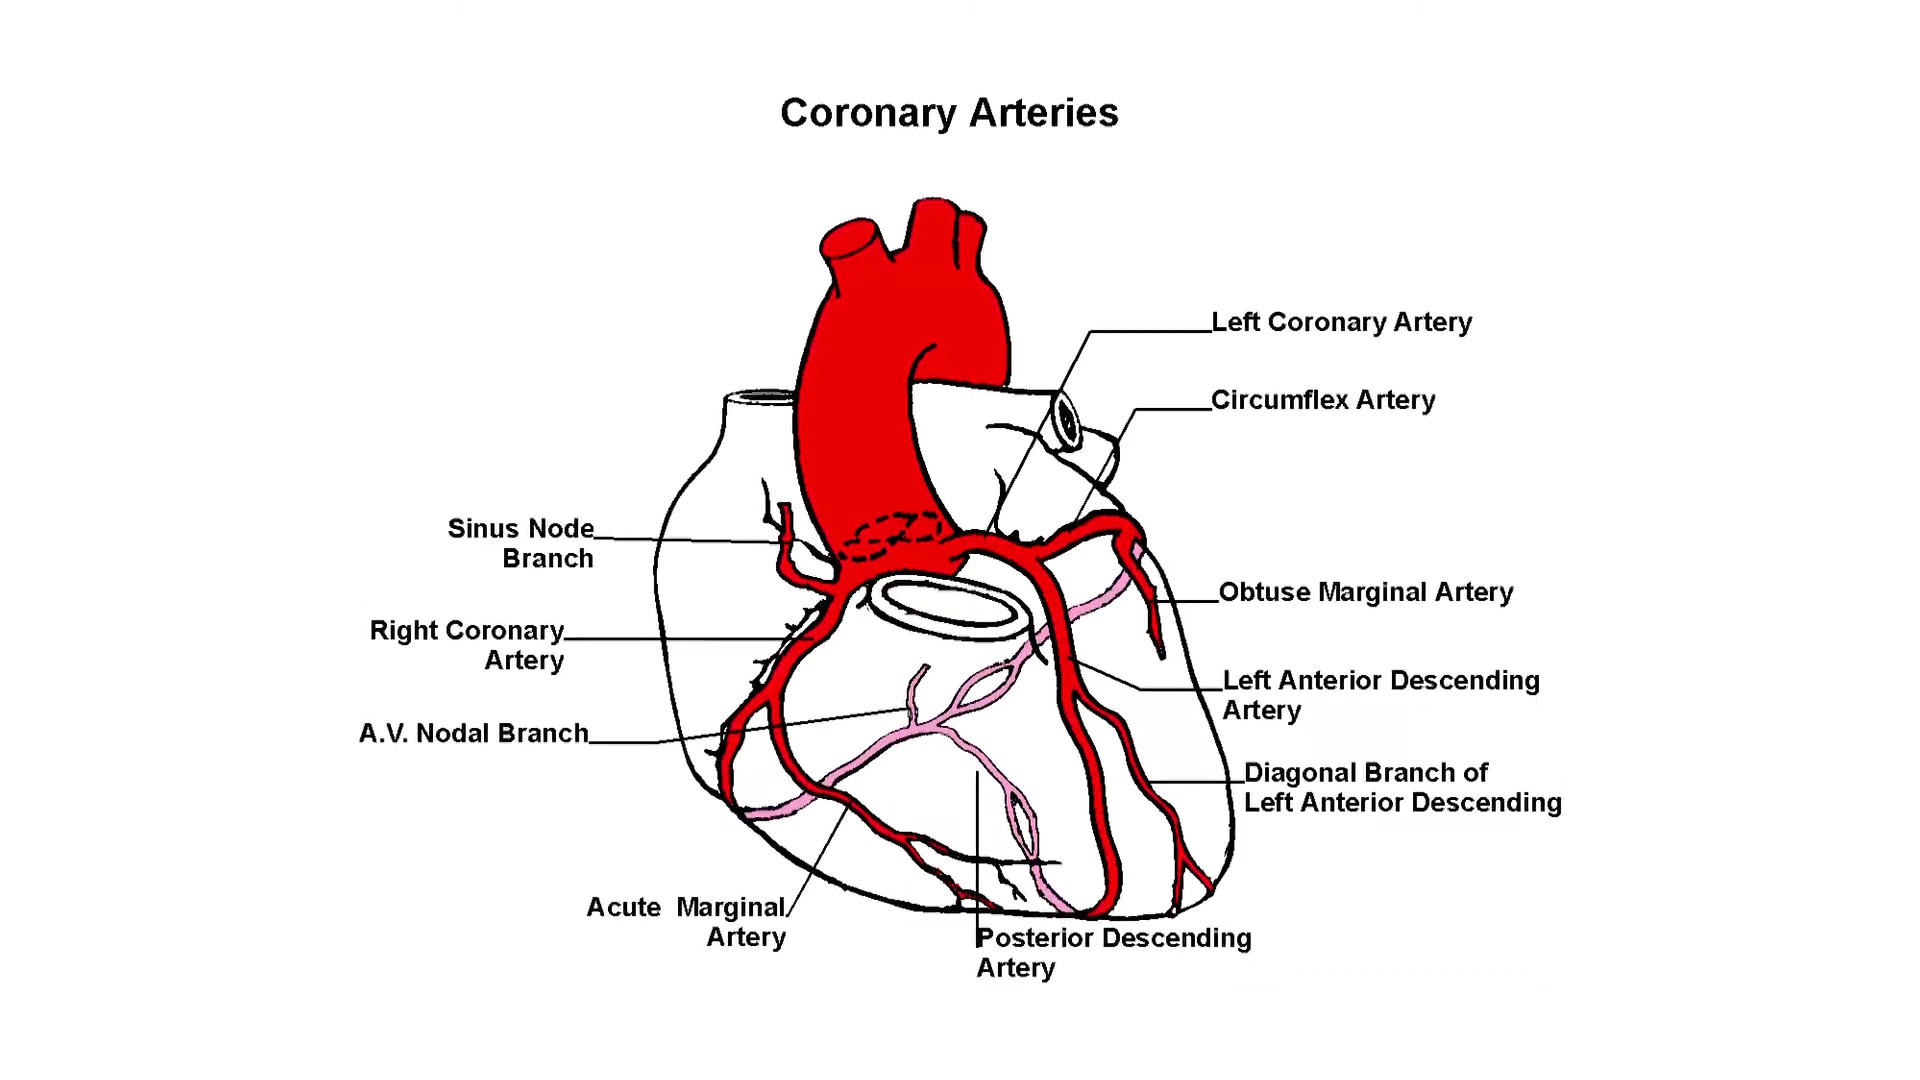 Coronary Arteries
Left Coronary Artery
Circumflex Artery
Sinus Node
Branch
Obtuse Marginal Artery
Right Coronary
Artery
Left Anterior Descending
Artery
A.V. Nodal Branch
Diagonal Branch of
Left Anterior Descending
Acute Marginal
Artery
Posterior Descending
Artery